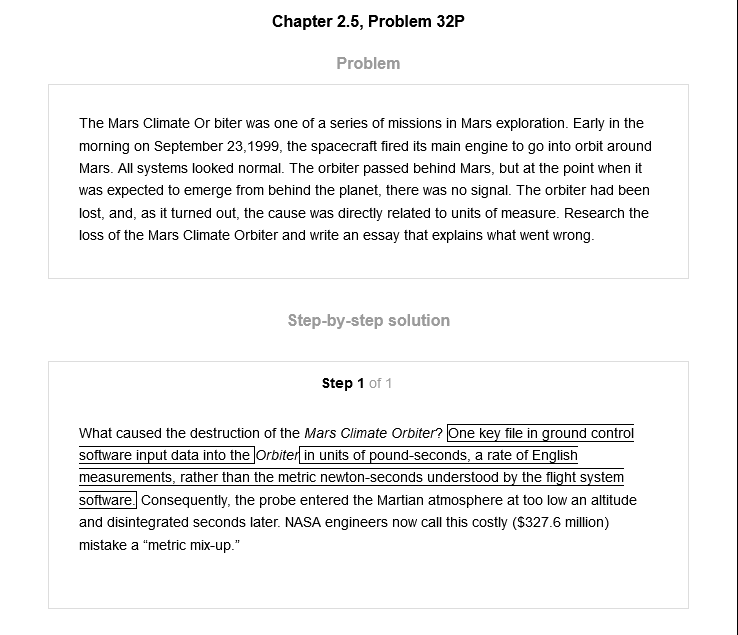 Chapter 2.5, Problem 32P
Problem
The Mars Climate Or biter was one of a series of missions in Mars exploration. Early in the
morning on September 23,1999, the spacecraft fired its main engine to go into orbit around
Mars. All systems looked normal. The orbiter passed behind Mars, but at the point when it
was expected to emerge from behind the planet, there was no signal. The orbiter had been
lost, and, as it turned out, the cause was directly related to units of measure. Research the
loss of the Mars Climate Orbiter and write an essay that explains what went wrong.
Step-by-step solution
Step 1 of 1
What caused the destruction of the Mars Climate Orbiter? One key file in ground control
software input data into the Orbiter in units of pound-seconds, a rate of English
measurements, rather than the metric newton-seconds understood by the flight system
software. Consequently, the probe entered the Martian atmosphere at too low an altitude
and disintegrated seconds later. NASA engineers now call this costly ($327.6 million)
mistake a “metric mix-up.”